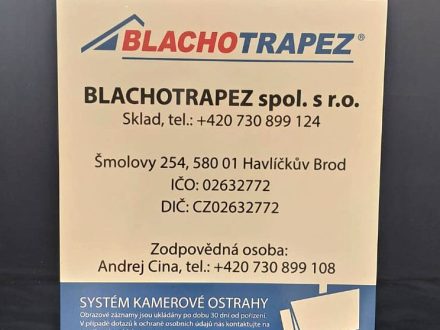 BLACHOTRAPEZ®
BLACHOTRAPEZ spol. s r.o.
Sklad, tel.: +420 730 899 124
Šmolovy 254, 580 01 Havlíčkův Brod
IČO: 02632772
DIČ: CZ02632772
Zodpovědná osoba:
Andrej Cina, tel.: +420 730 899 108
SYSTÉM KAMEROVÉ OSTRAHY
Obrazové záznamy jsou ukládány po dobu 30 dní od pořízení.
V případě dotazů k ochraně osobních údajů nás kontaktujte na